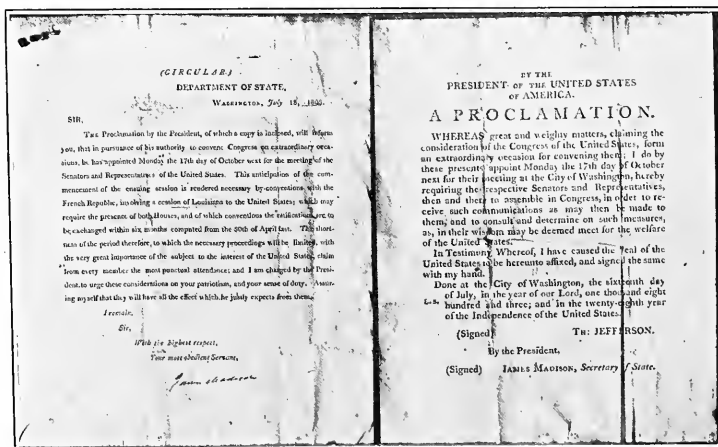 (CIRCULAR.)
DEPARTMENT OF STATE,
WASHINGTON, July 18, 1803.
SIR,
THE Proclamation by the President, of which a copy is inclosed, will inform
you, that in pursuance of his authority to convene Congress on extraordinary occa-
sions, he has appointed Monday the 17th day of October next for the meeting of the
Senators and Representatives of the United States. This anticipation of the com-
mencement of the ensuing session is rendered necessary by conventions with the
French Republic, involving a cession of Louisiana to the United States; which may
require the presents of both Houses, and of which conventions the ratifications are to
be exchanged within six months computed from the 30th of April last. The short-
ness of the period therefore, to which the necessary proceedings will be limited, with
the very great importance of the subject to the interest of the United States, claim
from every member the most punctual attendance; and I am charged by the Presi-
dent, to urge these considerations on your patriotism, and your sense of duty. Assur-
ing myself that they will have all the effect which he justly expects from them,
I remain,
Sir,
With the highest respect,
Your most obedient Servant,
James Madison
BY THE
PRESIDENT OF THE UNITED STATES
OF AMERICA.
A PROCLAMATION.
WHEREAS great and weighty matters, claiming the
consideration of the Congress of the United States, form
an extraordinary occasion for convening them; I do by
these presents appoint Monday the 17th day of October
next for their meeting at the City of Washington, hereby
requiring the respective Senators and Representatives,
then and there to assemble in Congress, in order to re-
ceive such communications as may then be made to
them, and to consult and determine on such measures,
as, in their wisdom may be deemed meet for the welfare
of the United States.
In Testimony Whereof, I have caused the Seal of the
United States to be hereunto affixed, and signed the same
with my hand.
Done at the City of Washington, the sixteenth day
of July, in the year of our Lord, one thousand eight
L.S. hundred and three; and in the twenty-eighth year
of the Independence of the United States.
(Signed) TH: JEFFERSON.
By the President,
(Signed) JAMES MADISON, Secretary of State.